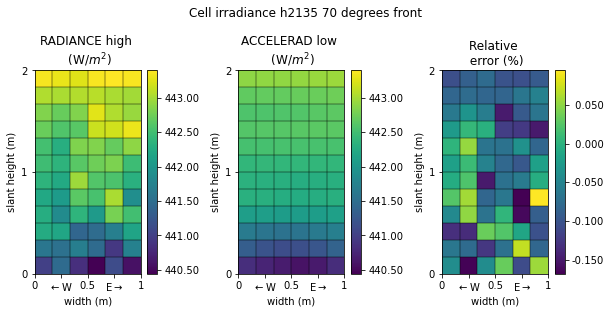 Cell irradiance h2135 70 degrees front
RADIANCE high
(W/m²)
ACCELERAD low
(W/m²)
Relative
error (%)
slant height (m)
2
1
0
0
←W
0.5
E→
1
width (m)
443.00
442.50
442.00
441.50
441.00
440.50
slant height (m)
2
1
0
0
←W
0.5
E→
1
width (m)
443.00
442.50
442.00
441.50
441.00
440.50
slant height (m)
2
1
0
0
←W
0.5
E→
1
width (m)
0.050
0.000
-0.050
-0.100
-0.150